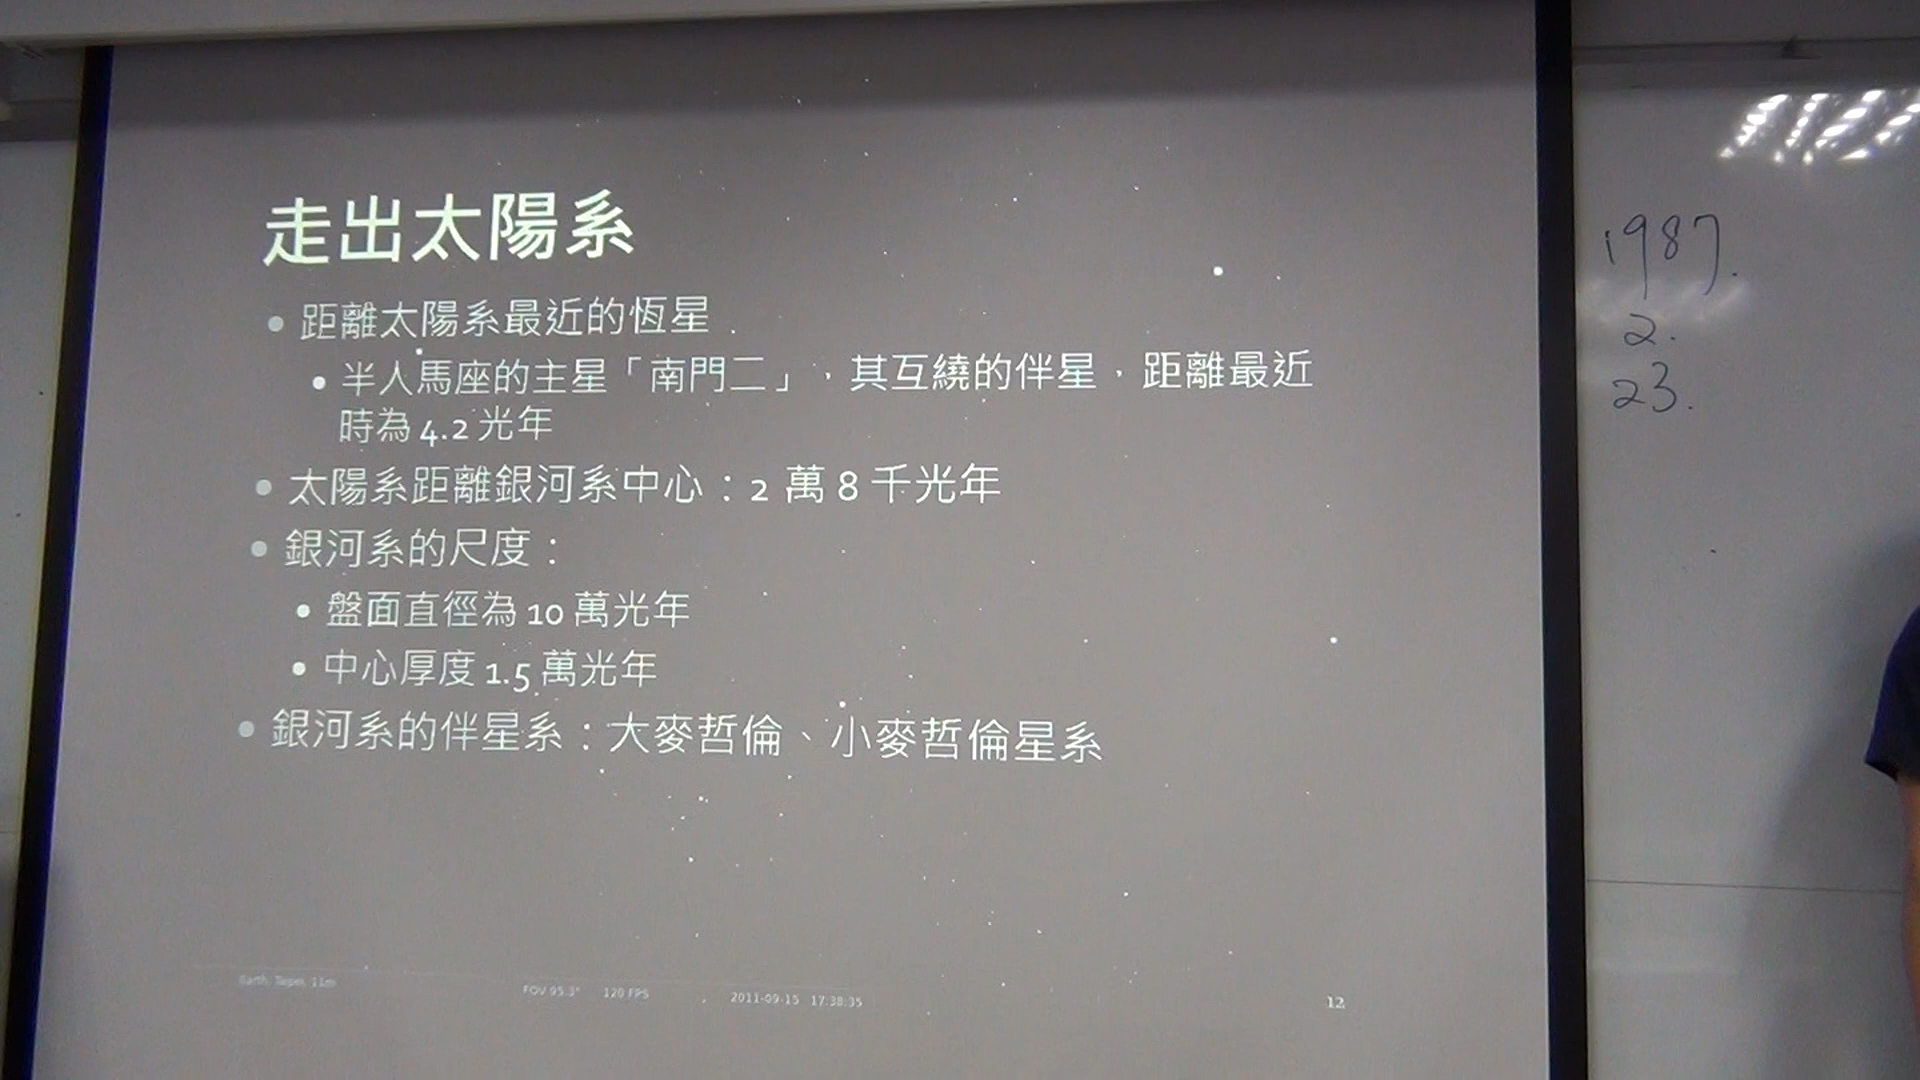 走出太陽系
距離太陽系最近的恆星
半人馬座的主星「南門二」，其互繞的伴星，距離最近
時為 4.2 光年
太陽系距離銀河系中心：2 萬 8 千光年
銀河系的尺度：
盤面直徑為 10 萬光年
中心厚度 1.5 萬光年
銀河系的伴星系：大麥哲倫、小麥哲倫星系
Earth, Taipei, 11m FOV 95.3° 120 FPS 2011-09-15 17:38:35 12
1987.
2.
23.